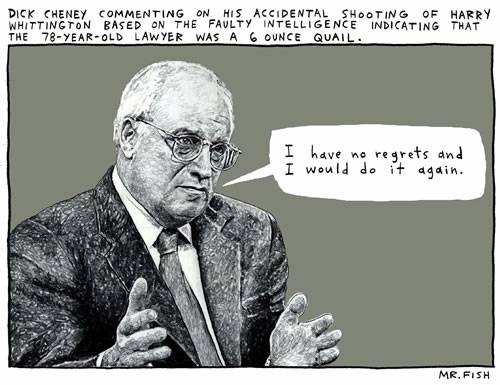 DICK CHENEY COMMENTING ON HIS ACCIDENTAL SHOOTING OF HARRY
WHITTINGTON BASED ON THE FAULTY INTELLIGENCE INDICATING THAT
THE 78-YEAR-OLD LAWYER WAS A 6 OUNCE QUAIL.
I have no regrets and
I would do it again.
MR. FISH